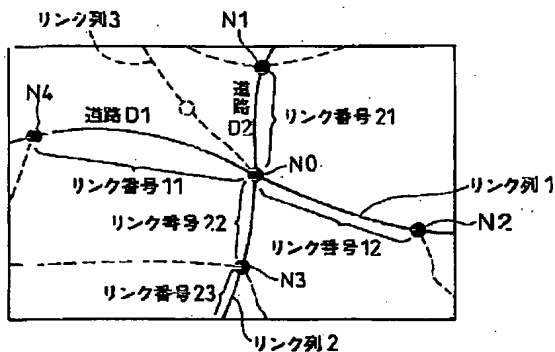 リンク列3
N1
N4
道路D1
道路
D2
リンク番号21
N0
リンク番号11
リンク列1
リンク番号22
N2
リンク番号12
N3
リンク番号23
リンク列2